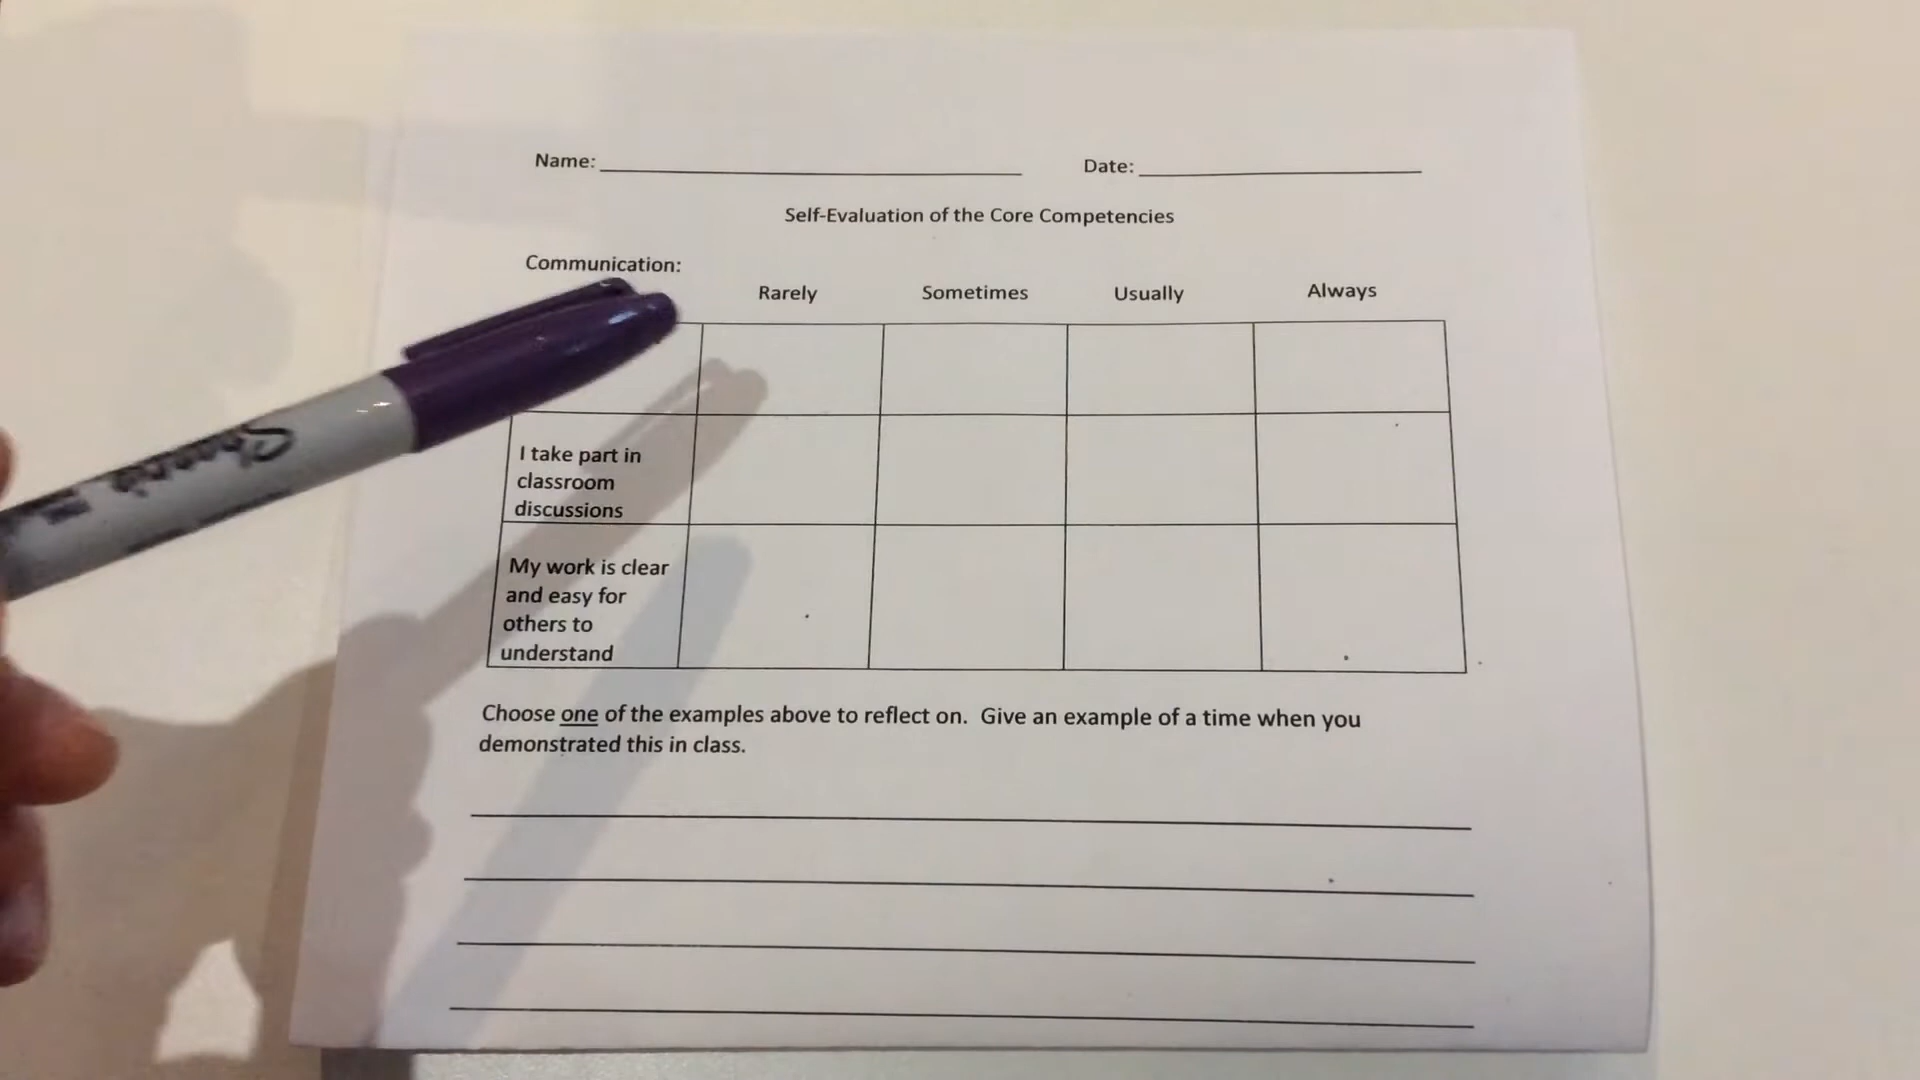 Name: Date:
Self-Evaluation of the Core Competencies
Communication:
Rarely Sometimes Usually Always
I take part in
classroom
discussions
My work is clear
and easy for
others to
understand
Choose one of the examples above to reflect on. Give an example of a time when you
demonstrated this in class.
Sharpie